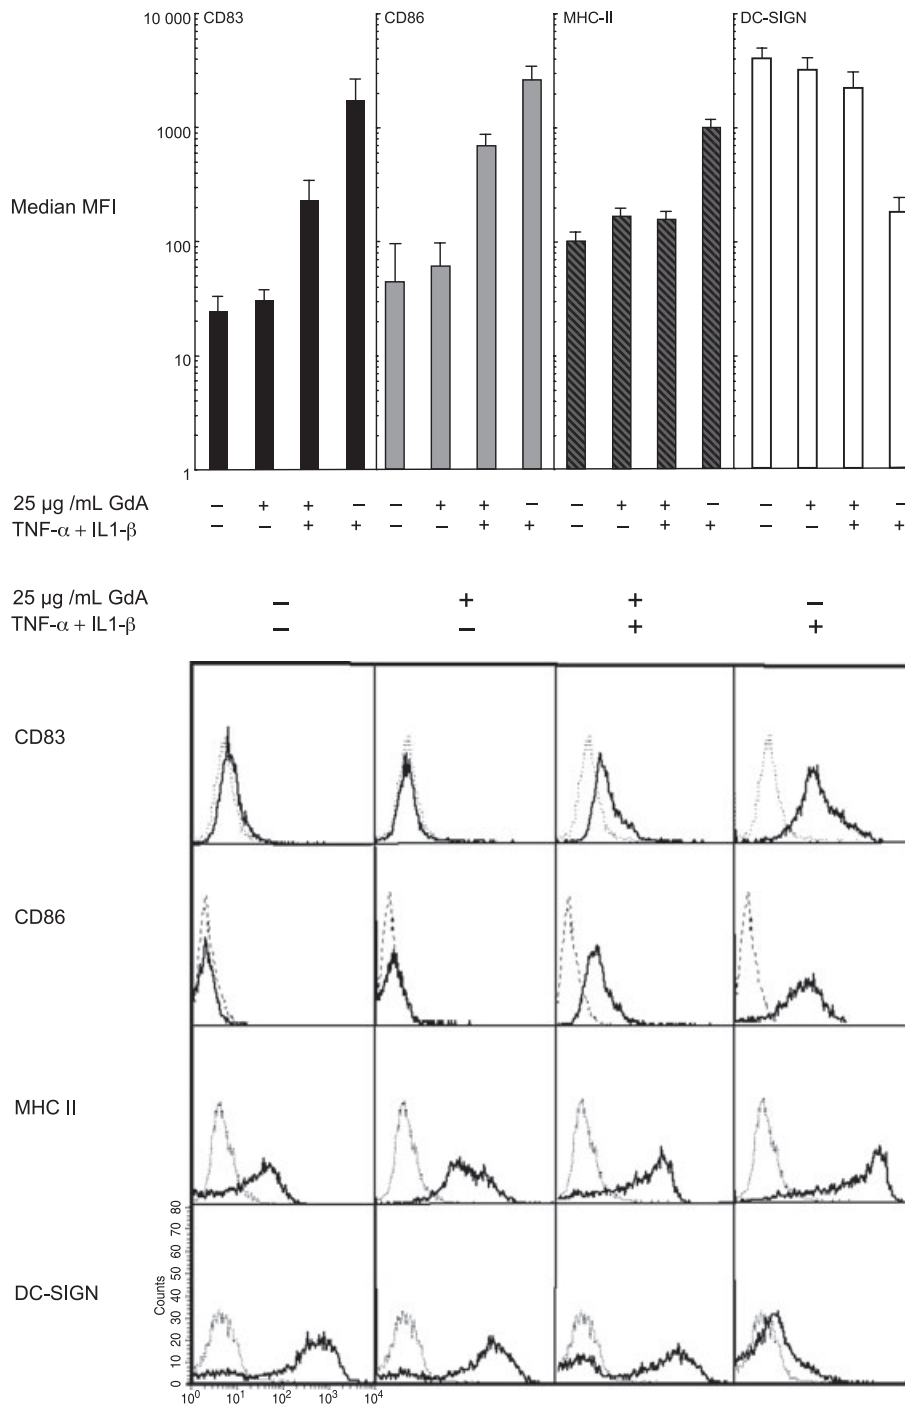 CD83 CD86 MHC-II DC-SIGN
10 000
1000
Median MFI
100
10
1
25 µg /mL GdA – + + – – + + – – + + – – + + –
TNF-α + IL1-β – – + + – – + + – – + + – – + +
25 µg /mL GdA – + + –
TNF-α + IL1-β – – + +
CD83
CD86
MHC II
DC-SIGN
Counts
80
70
60
50
40
30
20
10
0
10⁰ 10¹ 10² 10³ 10⁴